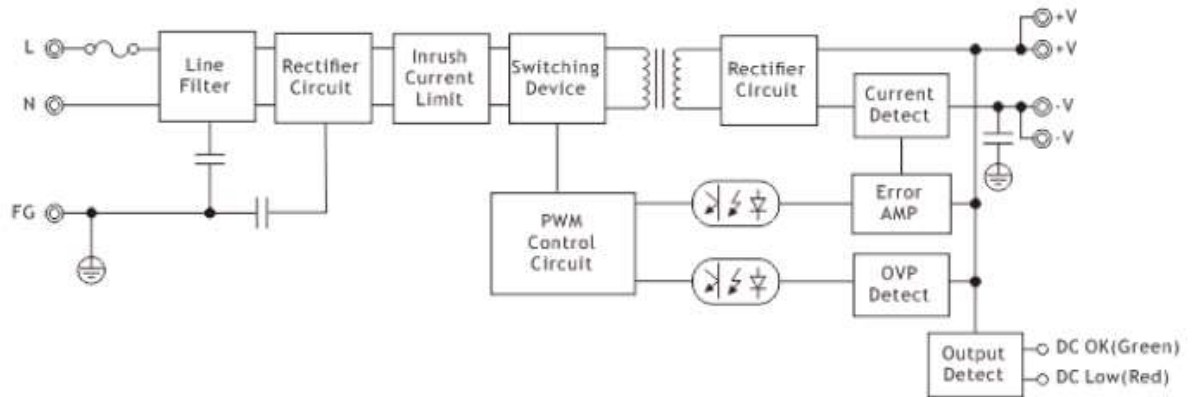 +V
L
+V
Line
Filter
Rectifier
Circuit
Inrush
Current
Limit
Switching
Device
Rectifier
Circuit
Current
Detect
N
-V
-V
FG
PWM
Control
Circuit
Error
AMP
OVP
Detect
Output
Detect
DC OK(Green)
DC Low(Red)